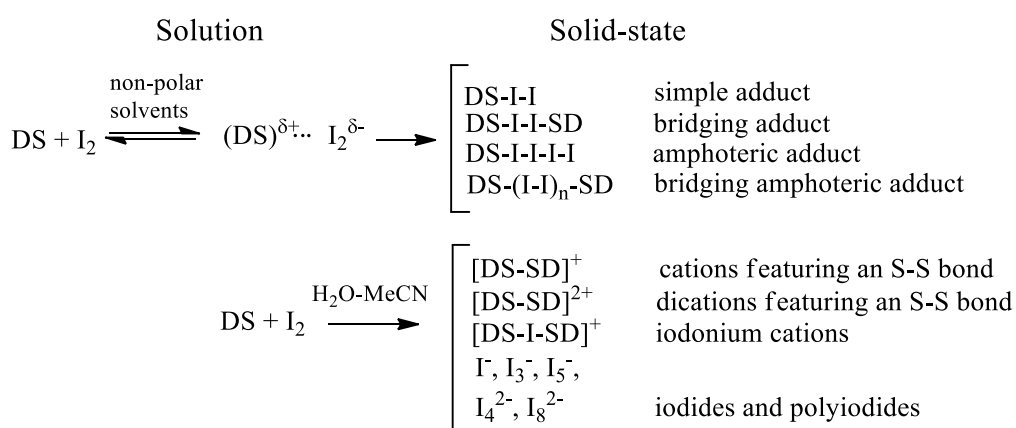 Solution Solid-state
non-polar
solvents
DS + I₂ (DS)^δ+··· I₂^δ-
DS-I-I simple adduct
DS-I-I-SD bridging adduct
DS-I-I-I-I amphoteric adduct
DS-(I-I)ₙ-SD bridging amphoteric adduct
H₂O-MeCN
DS + I₂
[DS-SD]⁺ cations featuring an S-S bond
[DS-SD]²⁺ dications featuring an S-S bond
[DS-I-SD]⁺ iodonium cations
I⁻, I₃⁻, I₅⁻,
I₄²⁻, I₈²⁻ iodides and polyiodides